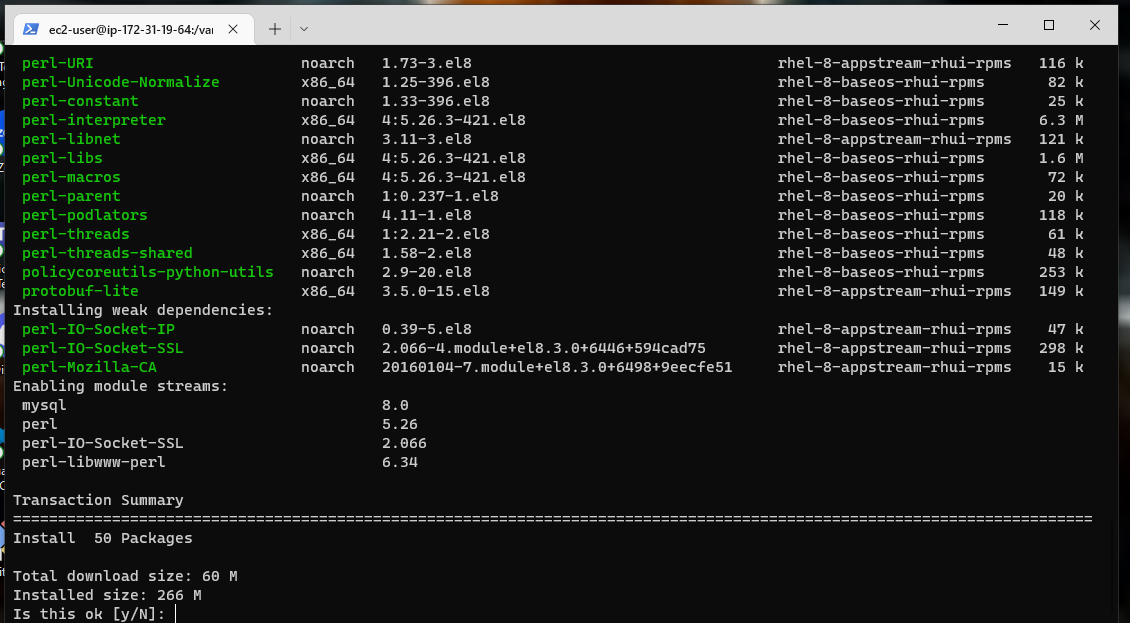 ec2-user@ip-172-31-19-64:/var
perl-URI noarch 1.73-3.el8 rhel-8-appstream-rhui-rpms 116 k
perl-Unicode-Normalize x86_64 1.25-396.el8 rhel-8-baseos-rhui-rpms 82 k
perl-constant noarch 1.33-396.el8 rhel-8-baseos-rhui-rpms 25 k
perl-interpreter x86_64 4:5.26.3-421.el8 rhel-8-baseos-rhui-rpms 6.3 M
perl-libnet noarch 3.11-3.el8 rhel-8-appstream-rhui-rpms 121 k
perl-libs x86_64 4:5.26.3-421.el8 rhel-8-baseos-rhui-rpms 1.6 M
perl-macros x86_64 4:5.26.3-421.el8 rhel-8-baseos-rhui-rpms 72 k
perl-parent noarch 1:0.237-1.el8 rhel-8-baseos-rhui-rpms 20 k
perl-podlators noarch 4.11-1.el8 rhel-8-baseos-rhui-rpms 118 k
perl-threads x86_64 1:2.21-2.el8 rhel-8-baseos-rhui-rpms 61 k
perl-threads-shared x86_64 1.58-2.el8 rhel-8-baseos-rhui-rpms 48 k
policycoreutils-python-utils noarch 2.9-20.el8 rhel-8-baseos-rhui-rpms 253 k
protobuf-lite x86_64 3.5.0-15.el8 rhel-8-appstream-rhui-rpms 149 k
Installing weak dependencies:
perl-IO-Socket-IP noarch 0.39-5.el8 rhel-8-appstream-rhui-rpms 47 k
perl-IO-Socket-SSL noarch 2.066-4.module+el8.3.0+6446+594cad75 rhel-8-appstream-rhui-rpms 298 k
perl-Mozilla-CA noarch 20160104-7.module+el8.3.0+6498+9eecfe51 rhel-8-appstream-rhui-rpms 15 k
Enabling module streams:
mysql 8.0
perl 5.26
perl-IO-Socket-SSL 2.066
perl-libwww-perl 6.34
Transaction Summary
========================================================================================================================
Install 50 Packages
Total download size: 60 M
Installed size: 266 M
Is this ok [y/N]: